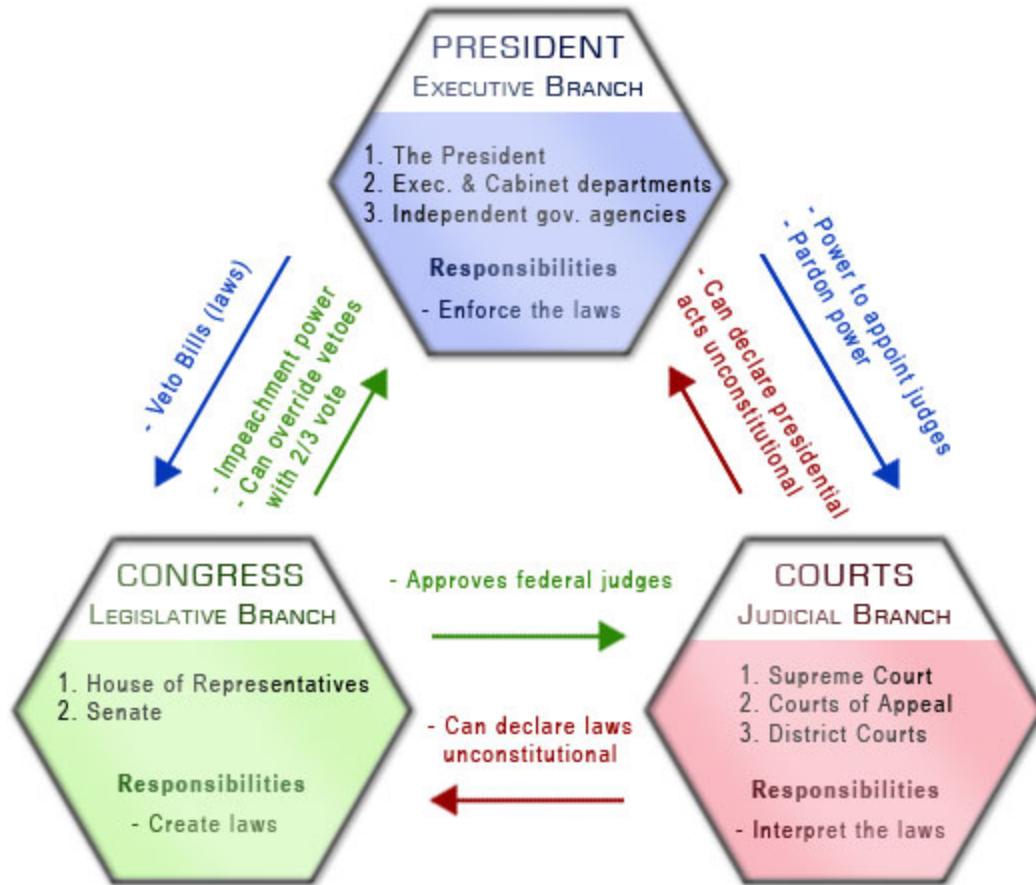 PRESIDENT
EXECUTIVE BRANCH
1. The President
2. Exec. & Cabinet departments
3. Independent gov. agencies
Responsibilities
- Enforce the laws
- Veto Bills (laws)
- Impeachment power
- Can override vetoes
with 2/3 vote
- Can declare presidential
acts unconstitutional
- Power to appoint judges
- Pardon power
CONGRESS
LEGISLATIVE BRANCH
1. House of Representatives
2. Senate
Responsibilities
- Create laws
- Approves federal judges
- Can declare laws
unconstitutional
COURTS
JUDICIAL BRANCH
1. Supreme Court
2. Courts of Appeal
3. District Courts
Responsibilities
- Interpret the laws